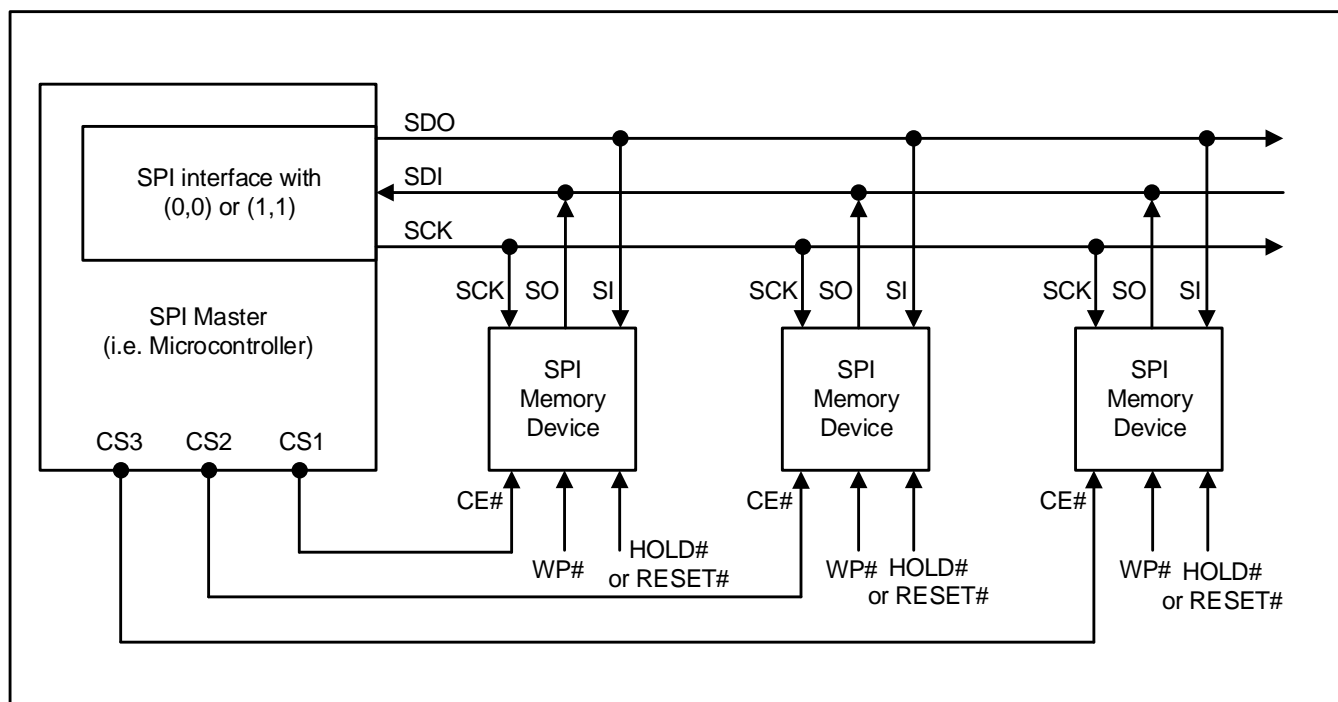 SDO
SPI interface with
(0,0) or (1,1)
SDI
SCK
SPI Master
(i.e. Microcontroller)
CS3
CS2
CS1
SCK
SO
SI
SPI
Memory
Device
CE#
WP#
HOLD#
or RESET#
SCK
SO
SI
SPI
Memory
Device
CE#
WP#
HOLD#
or RESET#
SCK
SO
SI
SPI
Memory
Device
CE#
WP#
HOLD#
or RESET#